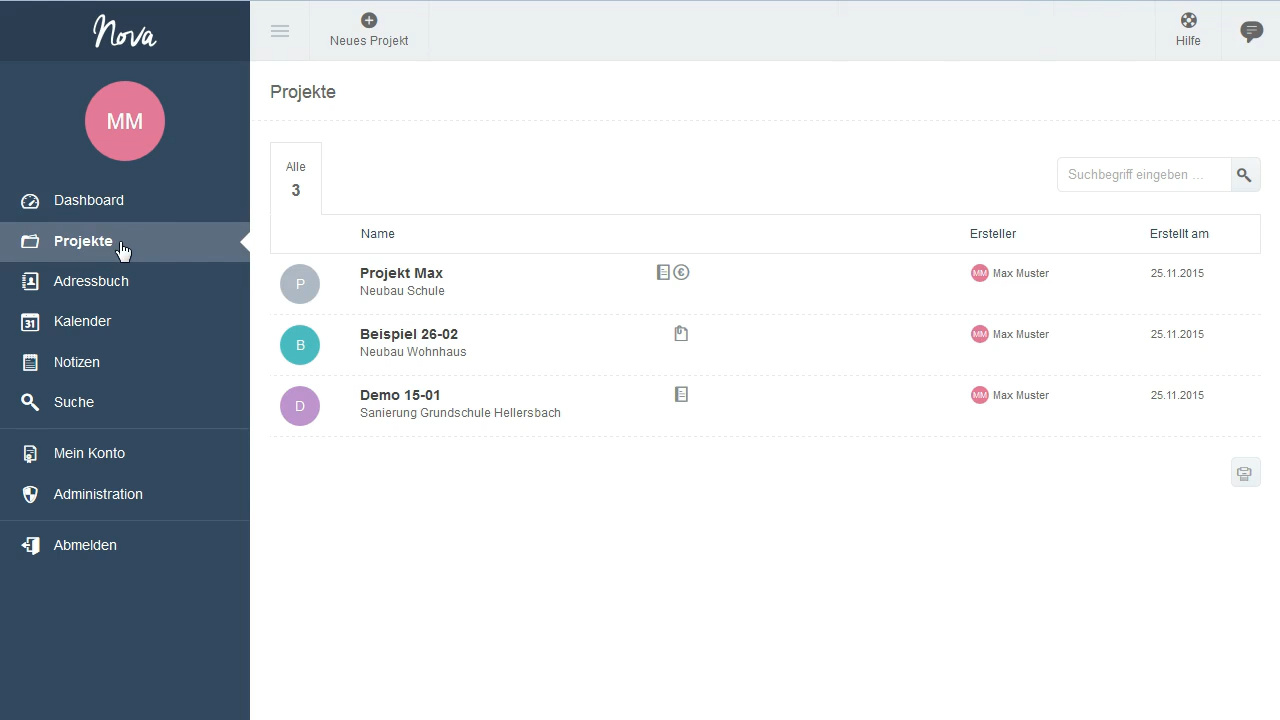 Nova
Neues Projekt
Hilfe
MM
Dashboard
Projekte
Adressbuch
31 Kalender
Notizen
Suche
Mein Konto
Administration
Abmelden
Projekte
Alle
3
Suchbegriff eingeben ...
Name Ersteller Erstellt am
P Projekt Max € MM Max Muster 25.11.2015
Neubau Schule
B Beispiel 26-02 MM Max Muster 25.11.2015
Neubau Wohnhaus
D Demo 15-01 MM Max Muster 25.11.2015
Sanierung Grundschule Hellersbach